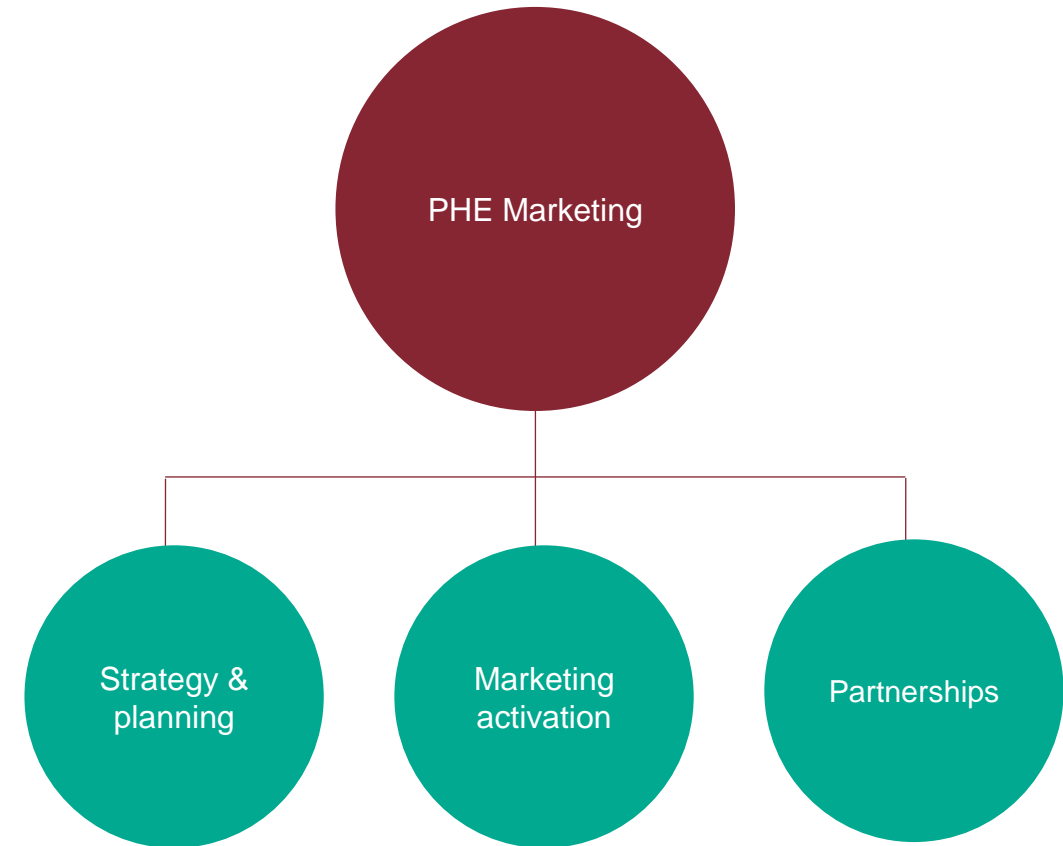 PHE Marketing
Strategy &
planning
Marketing
activation
Partnerships